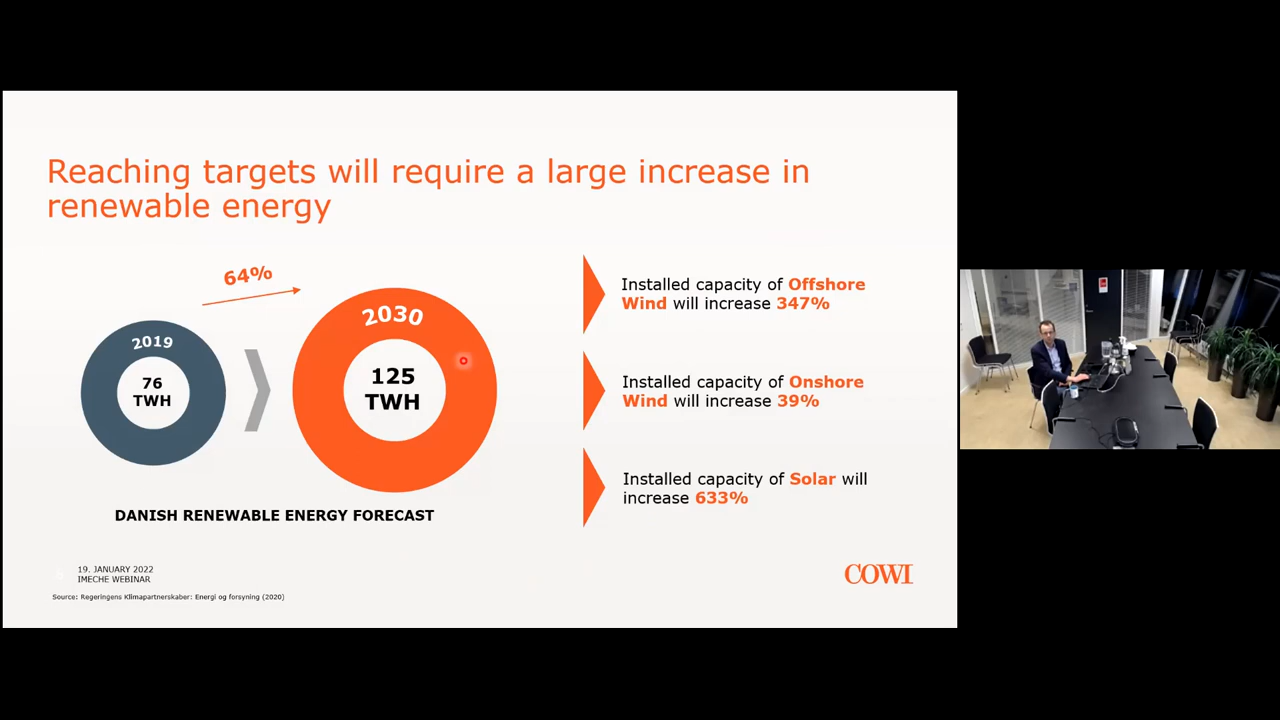 Reaching targets will require a large increase in
renewable energy
64%
2019
76
TWH
2030
125
TWH
DANISH RENEWABLE ENERGY FORECAST
Installed capacity of Offshore
Wind will increase 347%
Installed capacity of Onshore
Wind will increase 39%
Installed capacity of Solar will
increase 633%
19. JANUARY 2022
IMECHE WEBINAR
Source: Regeringens Klimapartnerskaber: Energi og forsyning (2020)
COWI